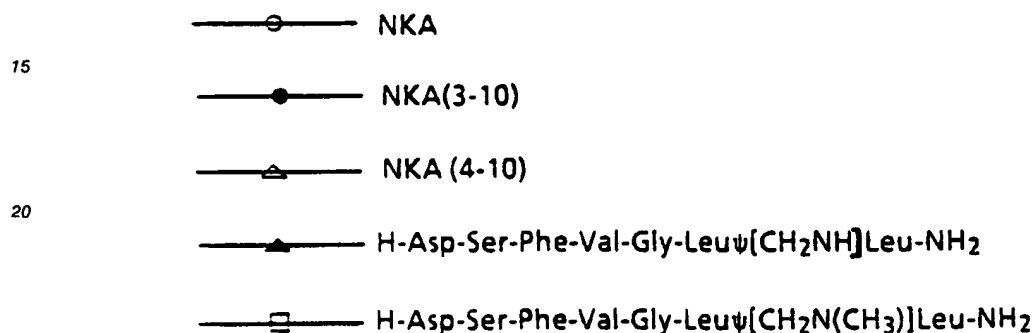 NKA
15
NKA(3-10)
NKA (4-10)
20
H-Asp-Ser-Phe-Val-Gly-Leuψ[CH₂NH]Leu-NH₂
H-Asp-Ser-Phe-Val-Gly-Leuψ[CH₂N(CH₃)]Leu-NH₂